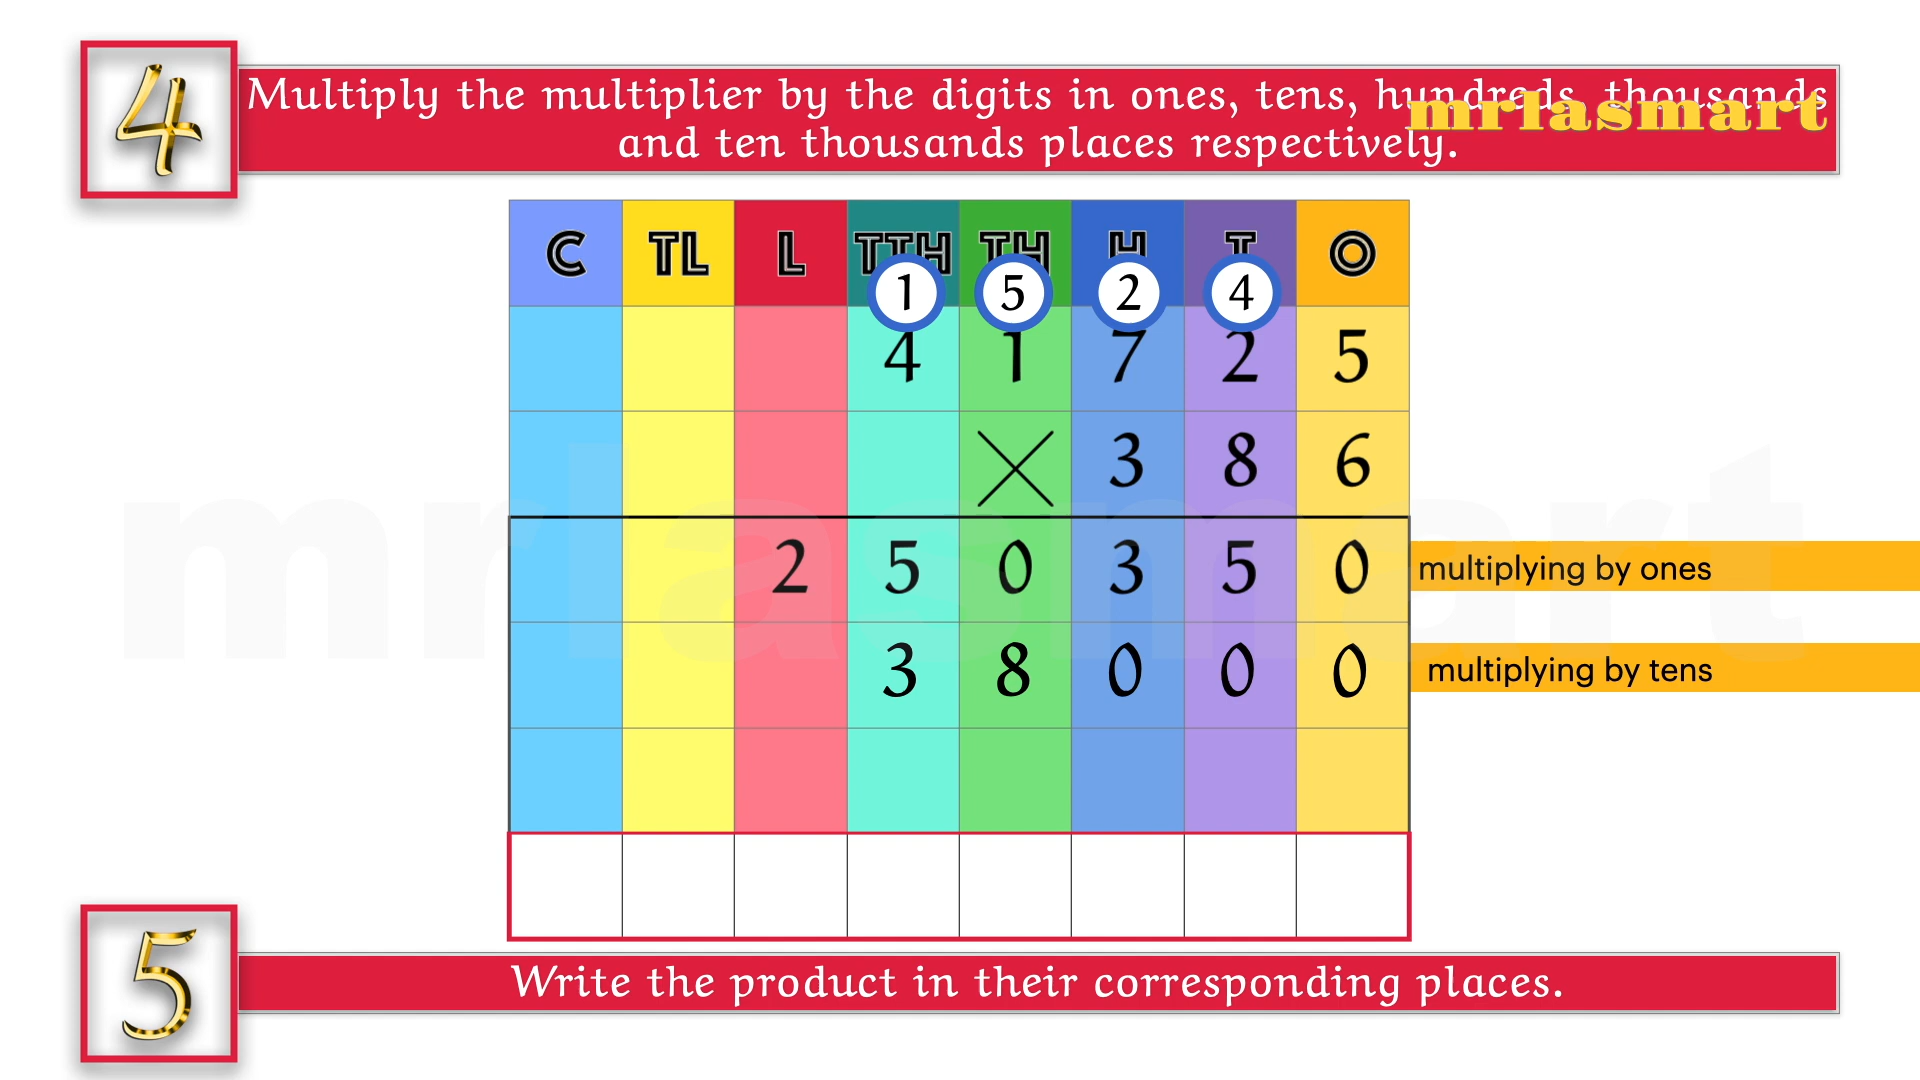 4
Multiply the multiplier by the digits in ones, tens, hundreds, thousands
and ten thousands places respectively.
mrlasmart
C TL L TTH TH H T O
1 5 2 4
4 1 7 2 5
× 3 8 6
2 5 0 3 5 0 multiplying by ones
3 8 0 0 0 multiplying by tens
mrlasmart
5
Write the product in their corresponding places.